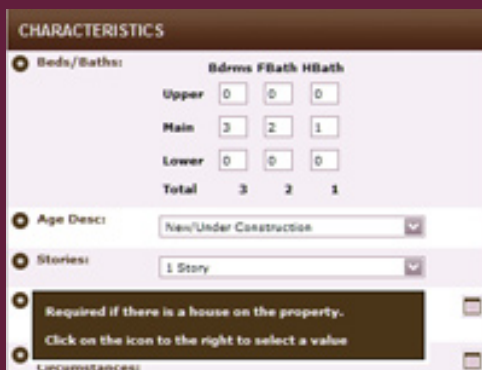 CHARACTERISTICS
Beds/Baths:
Bdrms FBath HBath
Upper 0 0 0
Main 3 2 1
Lower 0 0 0
Total 3 2 1
Age Desc: New/Under Construction
Stories: 1 Story
Required if there is a house on the property.
Click on the icon to the right to select a value
Circumstances: